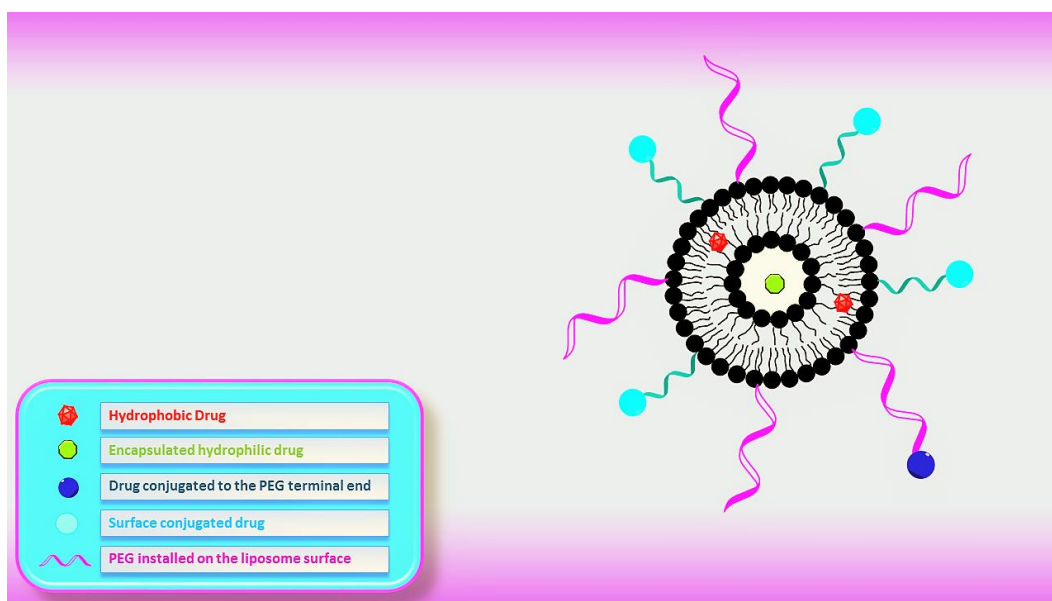 Hydrophobic Drug
Encapsulated hydrophilic drug
Drug conjugated to the PEG terminal end
Surface conjugated drug
PEG installed on the liposome surface